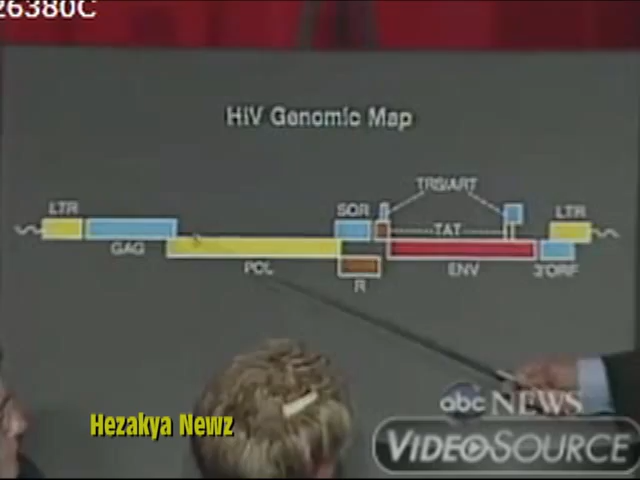 26380C
HiV Genomic Map
TRS/ART
LTR
SOR
LTR
TAT
GAG
POL
ENV
3'ORF
R
abc NEWS
Hezakya Newz
VIDEOSOURCE